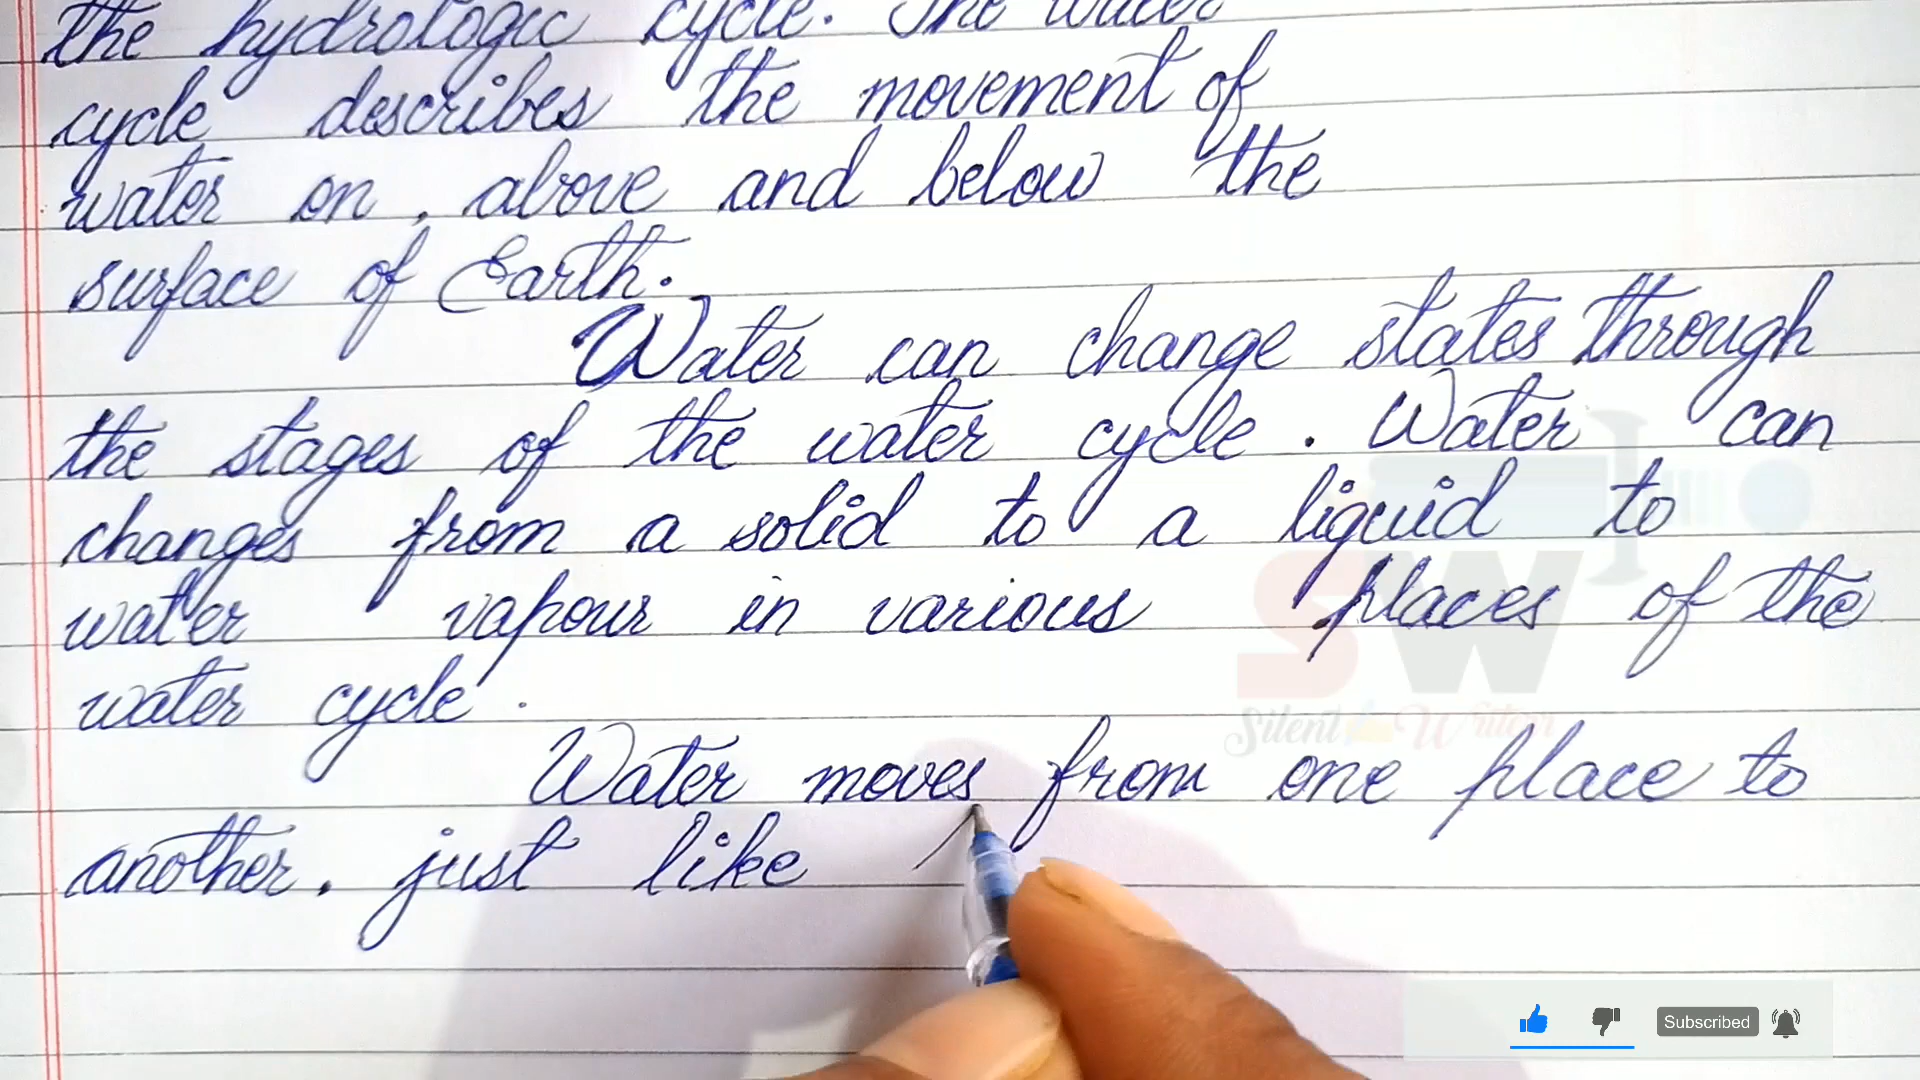 the hydrologic cycle. The water
cycle describes the movement of
water on, above and below the
surface of Earth.
Water can change states through
the stages of the water cycle. Water can
changes from a solid to a liquid to
water vapour in various places of the
water cycle.
Water moves from one place to
another. just like
SW
Silent Writer
Subscribed